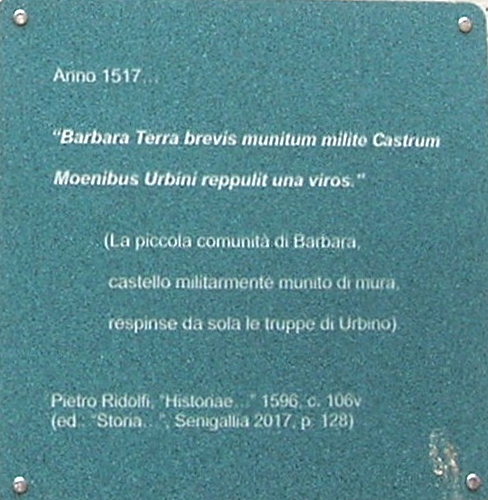 Anno 1517...
"Barbara Terra brevis munitum milite Castrum
Moenibus Urbini reppulit una viros."
(La piccola comunità di Barbara,
castello militarmente munito di mura,
respinse da sola le truppe di Urbino)
Pietro Ridolfi, "Historiae..." 1596, c. 106v
(ed.: "Storia...", Senigallia 2017, p. 128)